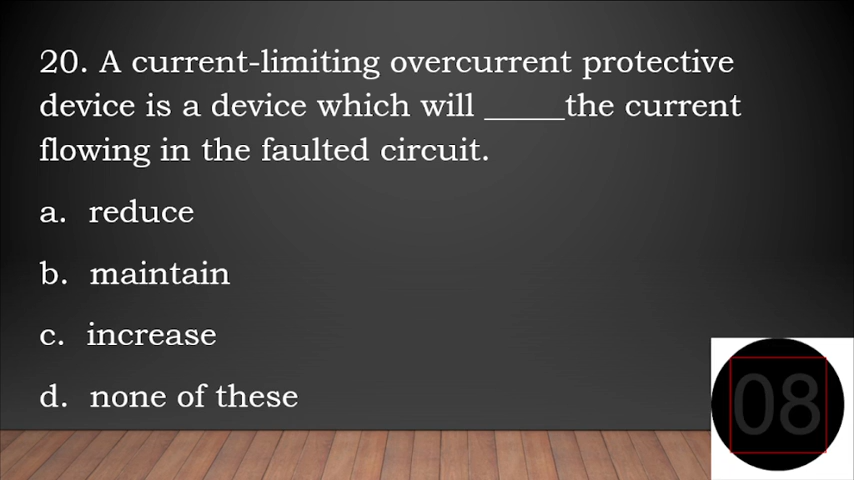 20. A current-limiting overcurrent protective
device is a device which will _____the current
flowing in the faulted circuit.
a. reduce
b. maintain
c. increase
d. none of these
08